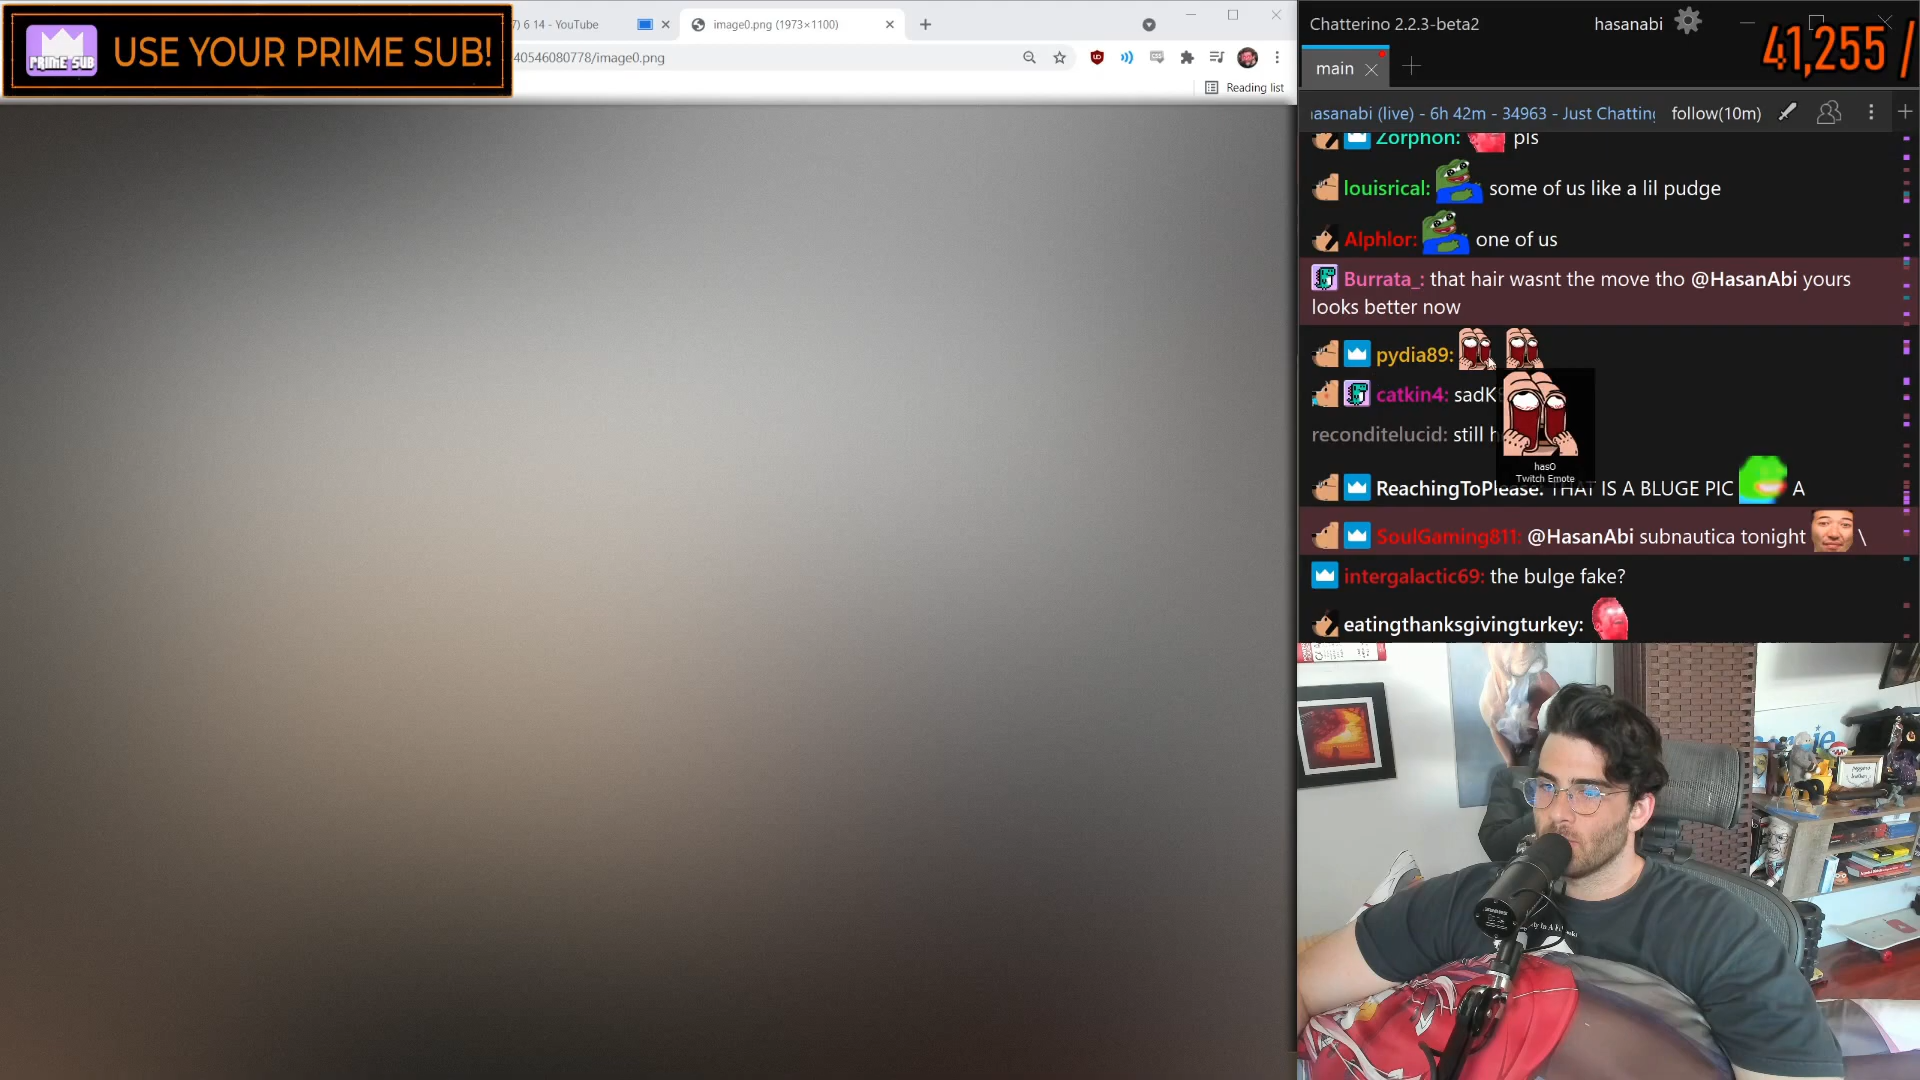 PRIME SUB
USE YOUR PRIME SUB!
7) 6 14 - YouTube
image0.png (1973×1100)
40546080778/image0.png
Reading list
Chatterino 2.2.3-beta2
hasanabi
41,255 /
main
asanabi (live) - 6h 42m - 34963 - Just Chatting
follow(10m)
Zorphon: pls
louisrical: some of us like a lil pudge
Alphlor: one of us
Burrata_: that hair wasnt the move tho @HasanAbi yours
looks better now
pydia89:
catkin4: sadK
reconditelucid: still h
hasO
Twitch Emote
ReachingToPlease: THAT IS A BLUGE PIC A
SoulGaming811: @HasanAbi subnautica tonight \
intergalactic69: the bulge fake?
eatingthanksgivingturkey: